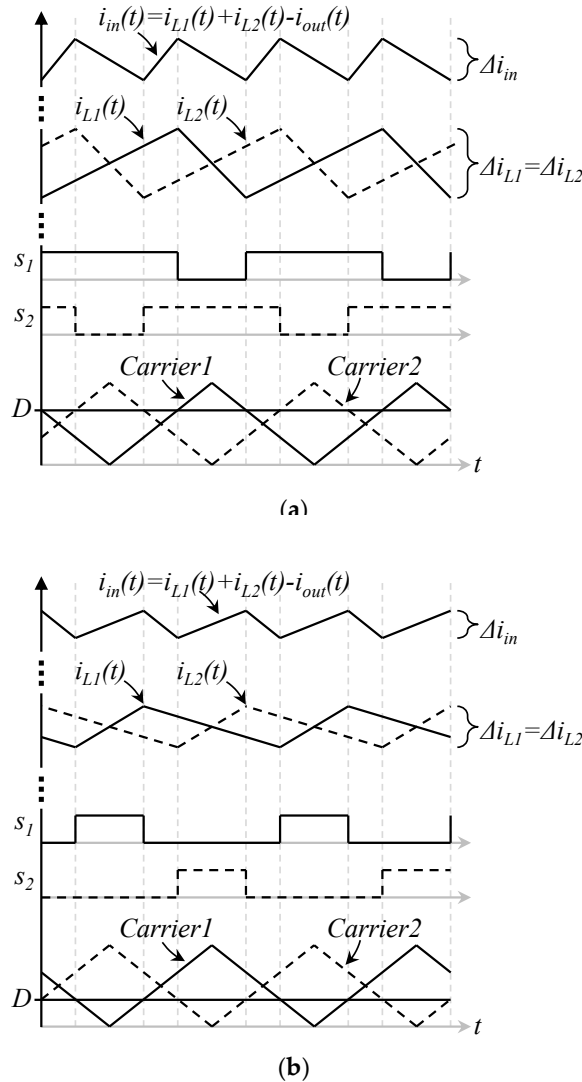 i_in(t)=i_L1(t)+i_L2(t)-i_out(t)
Δi_in
i_L1(t)
i_L2(t)
Δi_L1=Δi_L2
s_1
s_2
Carrier1
Carrier2
D
t
(a)
i_in(t)=i_L1(t)+i_L2(t)-i_out(t)
Δi_in
i_L1(t)
i_L2(t)
Δi_L1=Δi_L2
s_1
s_2
Carrier1
Carrier2
D
t
(b)